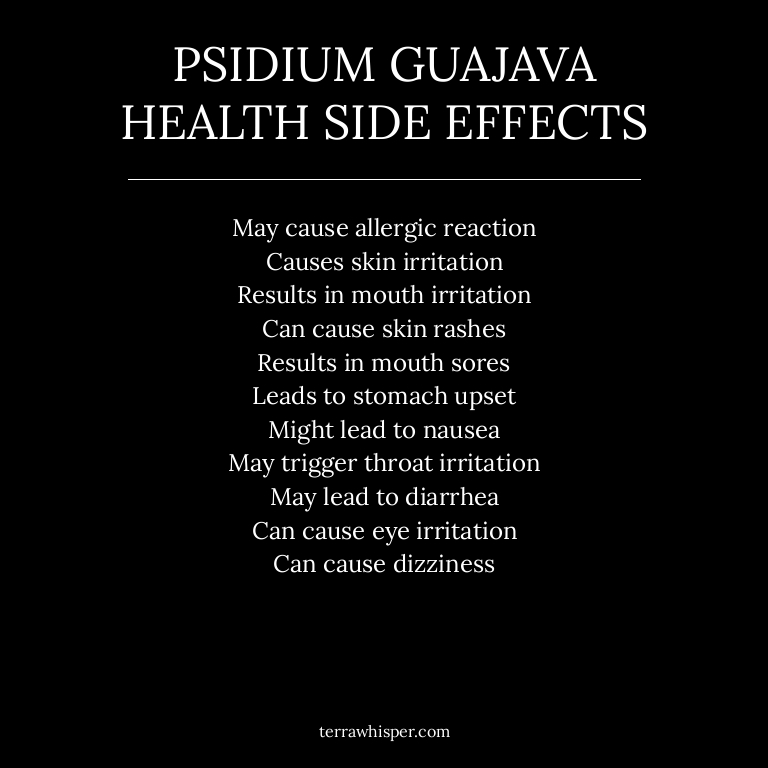 PSIDIUM GUAJAVA
HEALTH SIDE EFFECTS
May cause allergic reaction
Causes skin irritation
Results in mouth irritation
Can cause skin rashes
Results in mouth sores
Leads to stomach upset
Might lead to nausea
May trigger throat irritation
May lead to diarrhea
Can cause eye irritation
Can cause dizziness
terrawhisper.com